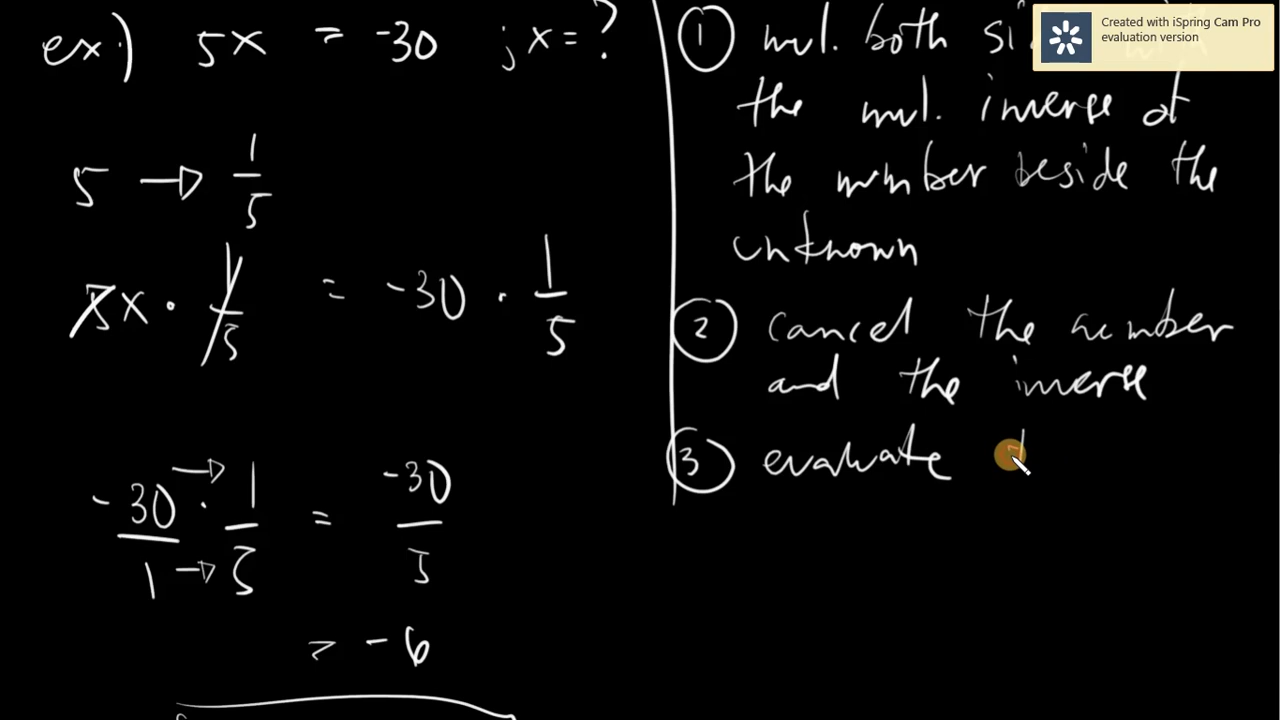 ex.) 5x = -30 ; x = ?
5 → 1/5
5x · 1/5 = -30 · 1/5
-30/1 · 1/5 = -30/5
= -6
① mul. both
the mul. inverse of
the number beside the
unknown
② cancel the number
and the inverse
③ evaluate
Created with iSpring Cam Pro
evaluation version